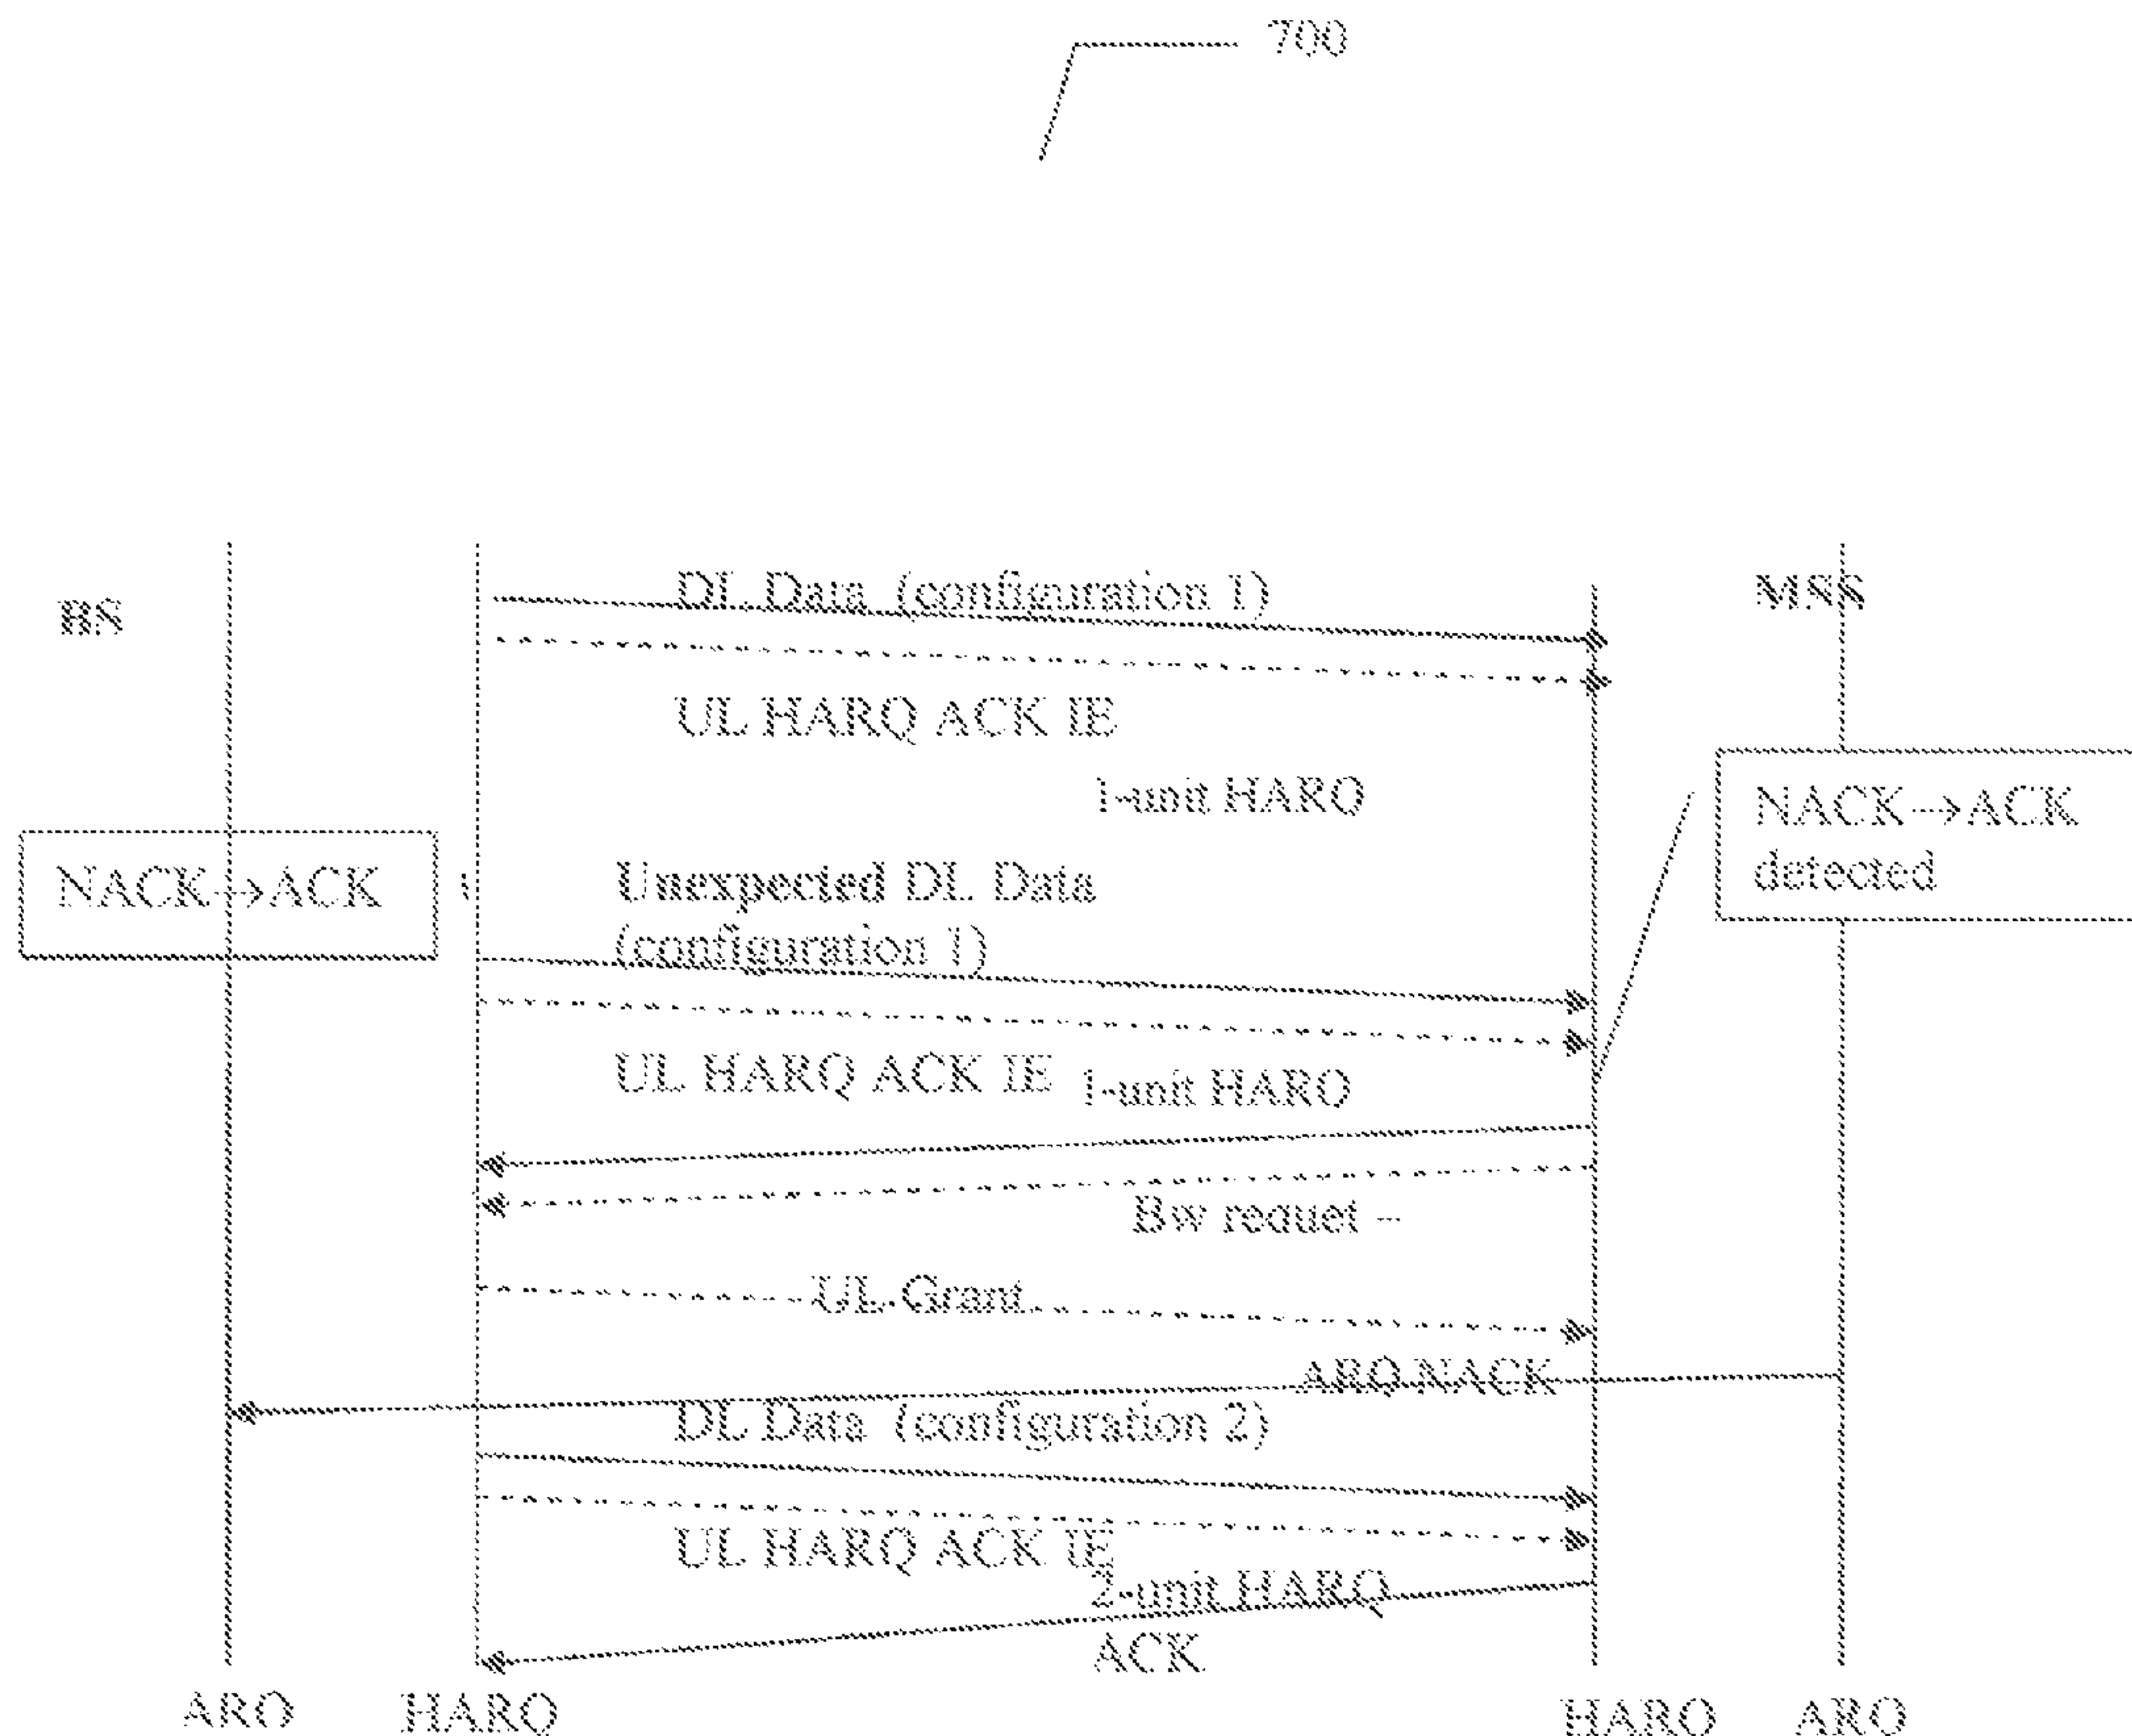 700
DL Data (configuration 1)
BS
MSS
UL HARQ ACK IE
1-unit HARQ
NACK→ACK
detected
NACK→ACK
Unexpected DL Data
(configuration 1)
UL HARQ ACK IE
1-unit HARQ
Bw requet –
UL Grant
ARQ NACK
DL Data (configuration 2)
UL HARQ ACK IE
2-unit HARQ
ACK
ARQ
HARQ
HARQ
ARQ